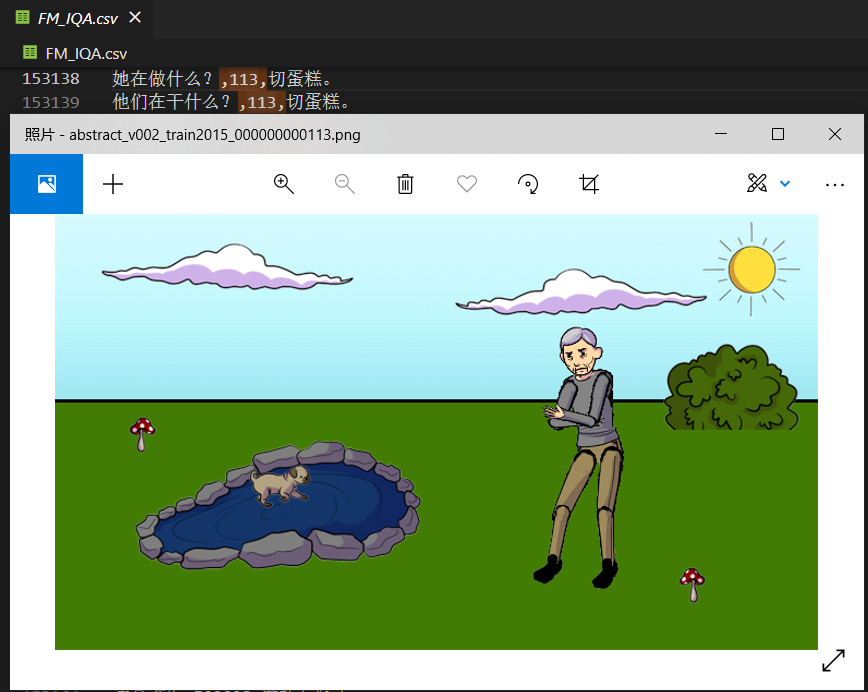 FM_IQA.csv
FM_IQA.csv
153138 她在做什么？,113,切蛋糕。
153139 他们在干什么？,113,切蛋糕。
照片 - abstract_v002_train2015_000000000113.png